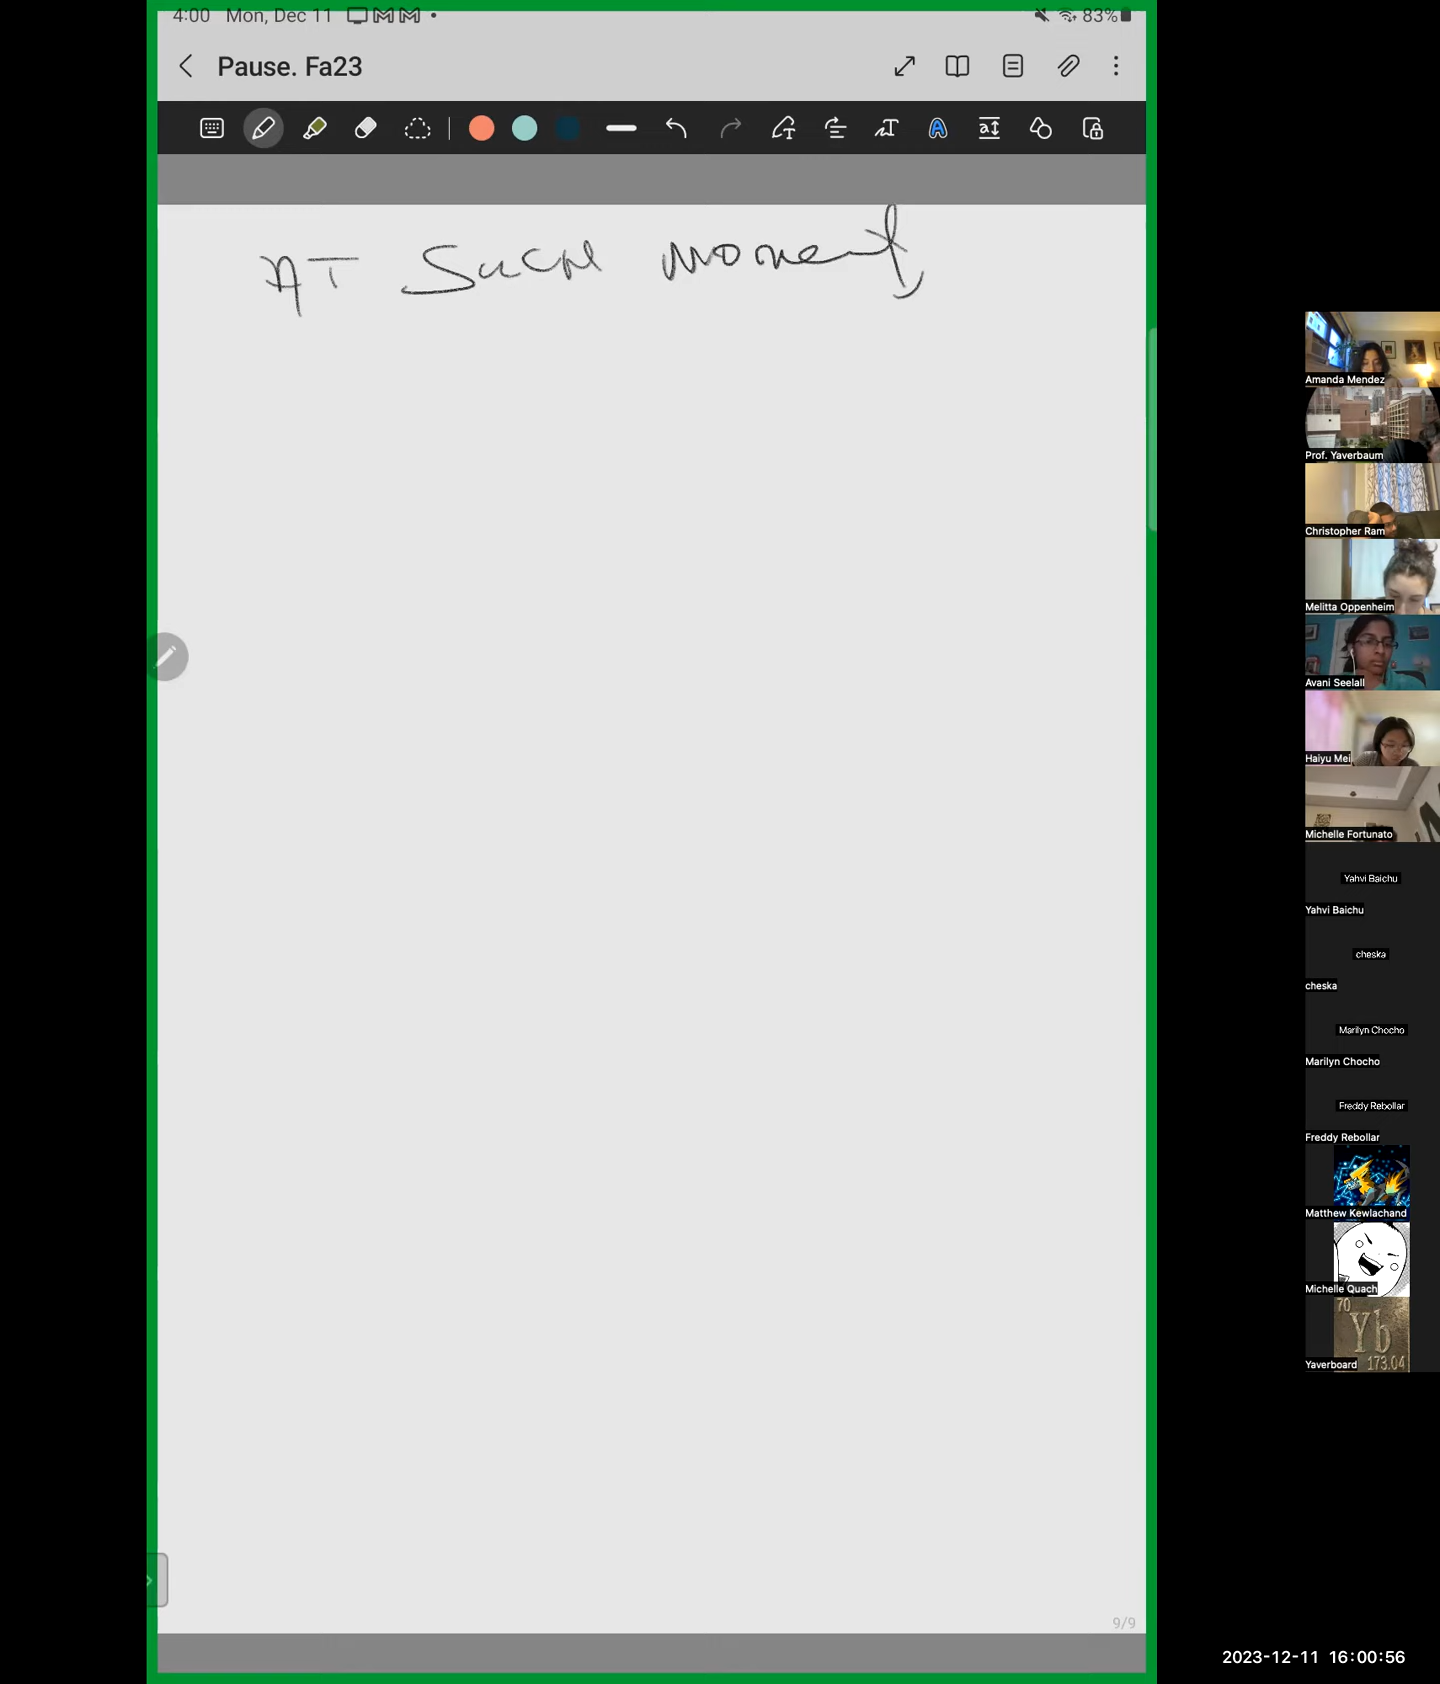 4:00 Mon, Dec 11
83%
Pause. Fa23
AT Such moment,
9/9
Amanda Mendez
Prof. Yaverbaum
Christopher Ram
Melitta Oppenheim
Avani Seelall
Haiyu Mei
Michelle Fortunato
Yahvi Baichu
Yahvi Baichu
cheska
cheska
Marilyn Chocho
Marilyn Chocho
Freddy Rebollar
Freddy Rebollar
Matthew Kewlachand
Michelle Quach
70
Yb
173.04
Yaverboard
2023-12-11 16:00:56